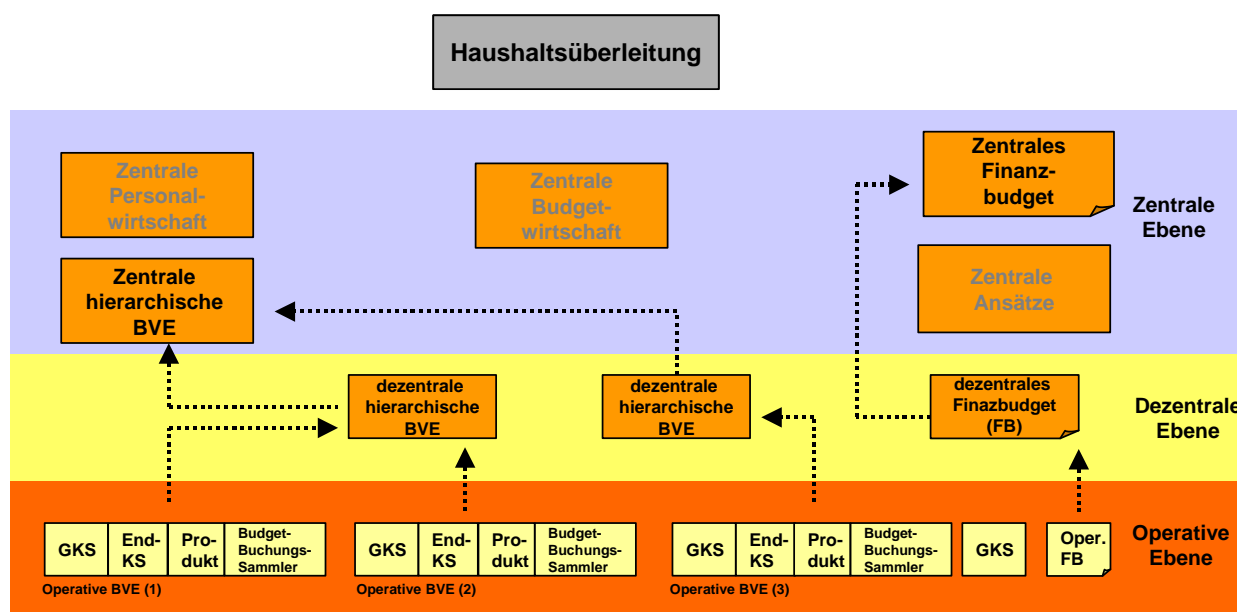 Haushaltsüberleitung
Zentrale
Personal-
wirtschaft
Zentrale
Budget-
wirtschaft
Zentrales
Finanz-
budget
Zentrale
Ebene
Zentrale
hierarchische
BVE
Zentrale
Ansätze
dezentrale
hierarchische
BVE
dezentrale
hierarchische
BVE
dezentrales
Finazbudget
(FB)
Dezentrale
Ebene
GKS
End-
KS
Pro-
dukt
Budget-
Buchungs-
Sammler
Operative BVE (1)
GKS
End-
KS
Pro-
dukt
Budget-
Buchungs-
Sammler
Operative BVE (2)
GKS
End-
KS
Pro-
dukt
Budget-
Buchungs-
Sammler
Operative BVE (3)
GKS
Oper.
FB
Operative
Ebene